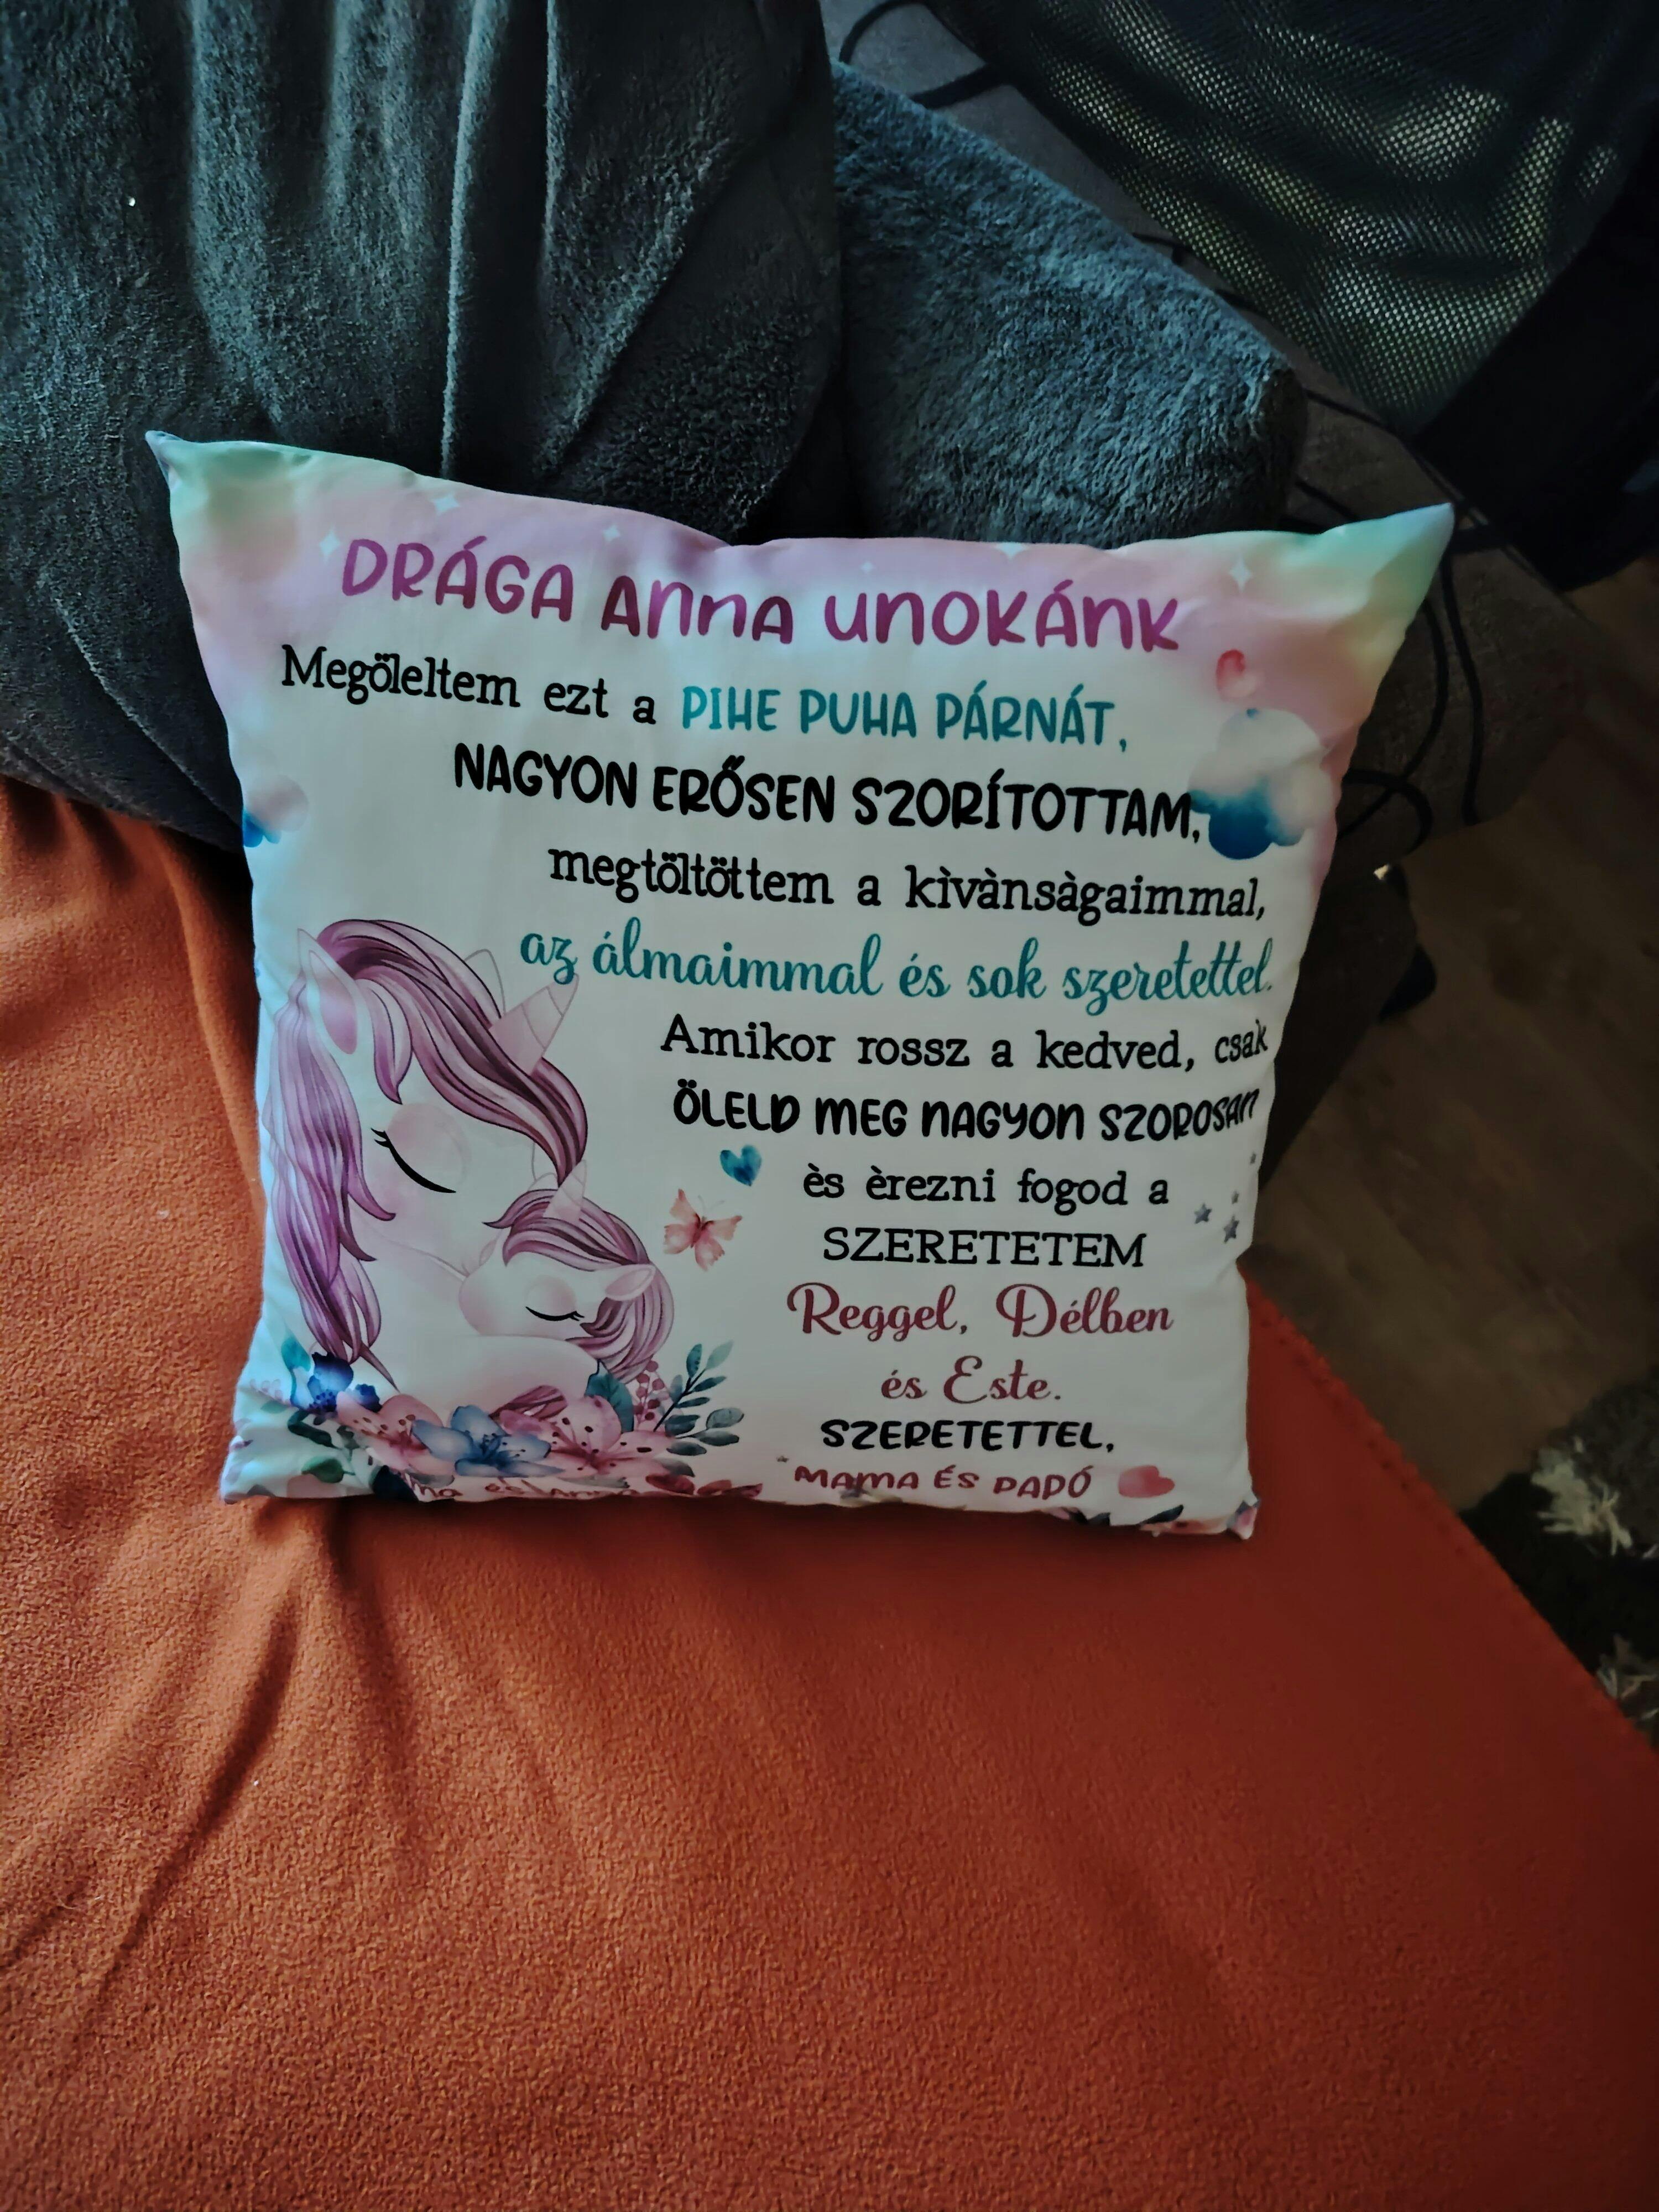 DRÁGA ANNA UNOKÁNK
Megöleltem ezt a PIHE PUHA PÁRNÁT,
NAGYON ERŐSEN SZORÍTOTTAM,
megtöltöttem a kìvànsàgaimmal,
az álmaimmal és sok szeretettel.
Amikor rossz a kedved, csak
ÖLELD MEG NAGYON SZOROSAN
ès èrezni fogod a
SZERETETEM
Reggel, Délben
és Este.
SZERETETTEL,
MAMA ÉS PAPÓ